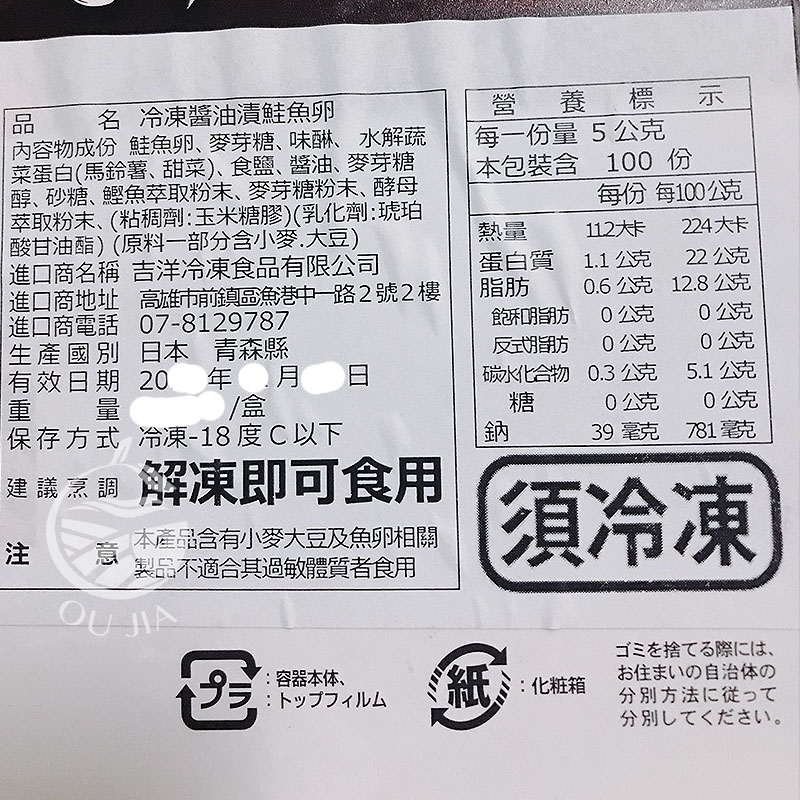 品名 冷凍醬油漬鮭魚卵
內容物成份 鮭魚卵、麥芽糖、味醂、水解蔬
菜蛋白(馬鈴薯、甜菜)、食鹽、醬油、麥芽糖
醇、砂糖、鰹魚萃取粉末、麥芽糖粉末、酵母
萃取粉末、(粘稠劑:玉米糖膠)(乳化劑:琥珀
酸甘油酯) (原料一部分含小麥.大豆)
進口商名稱 吉洋冷凍食品有限公司
進口商地址 高雄市前鎮區漁港中一路2號2樓
進口商電話 07-8129787
生產國別 日本 青森縣
有效日期 20 年 月 日
重量 /盒
保存方式 冷凍-18度C以下
建議烹調 解凍即可食用
注意 本產品含有小麥大豆及魚卵相關
製品不適合其過敏體質者食用
OU JIA
營養標示
每一份量 5公克
本包裝含 100 份
每份 每100公克
熱量 112大卡 224大卡
蛋白質 1.1公克 22公克
脂肪 0.6公克 12.8公克
飽和脂肪 0公克 0公克
反式脂肪 0公克 0公克
碳水化合物 0.3公克 5.1公克
糖 0公克 0公克
鈉 39毫克 781毫克
須冷凍
プラ
:容器本体、
:トップフィルム
紙
:化粧箱
ゴミを捨てる際には、
お住まいの自治体の
分別方法に従って
分別してください。